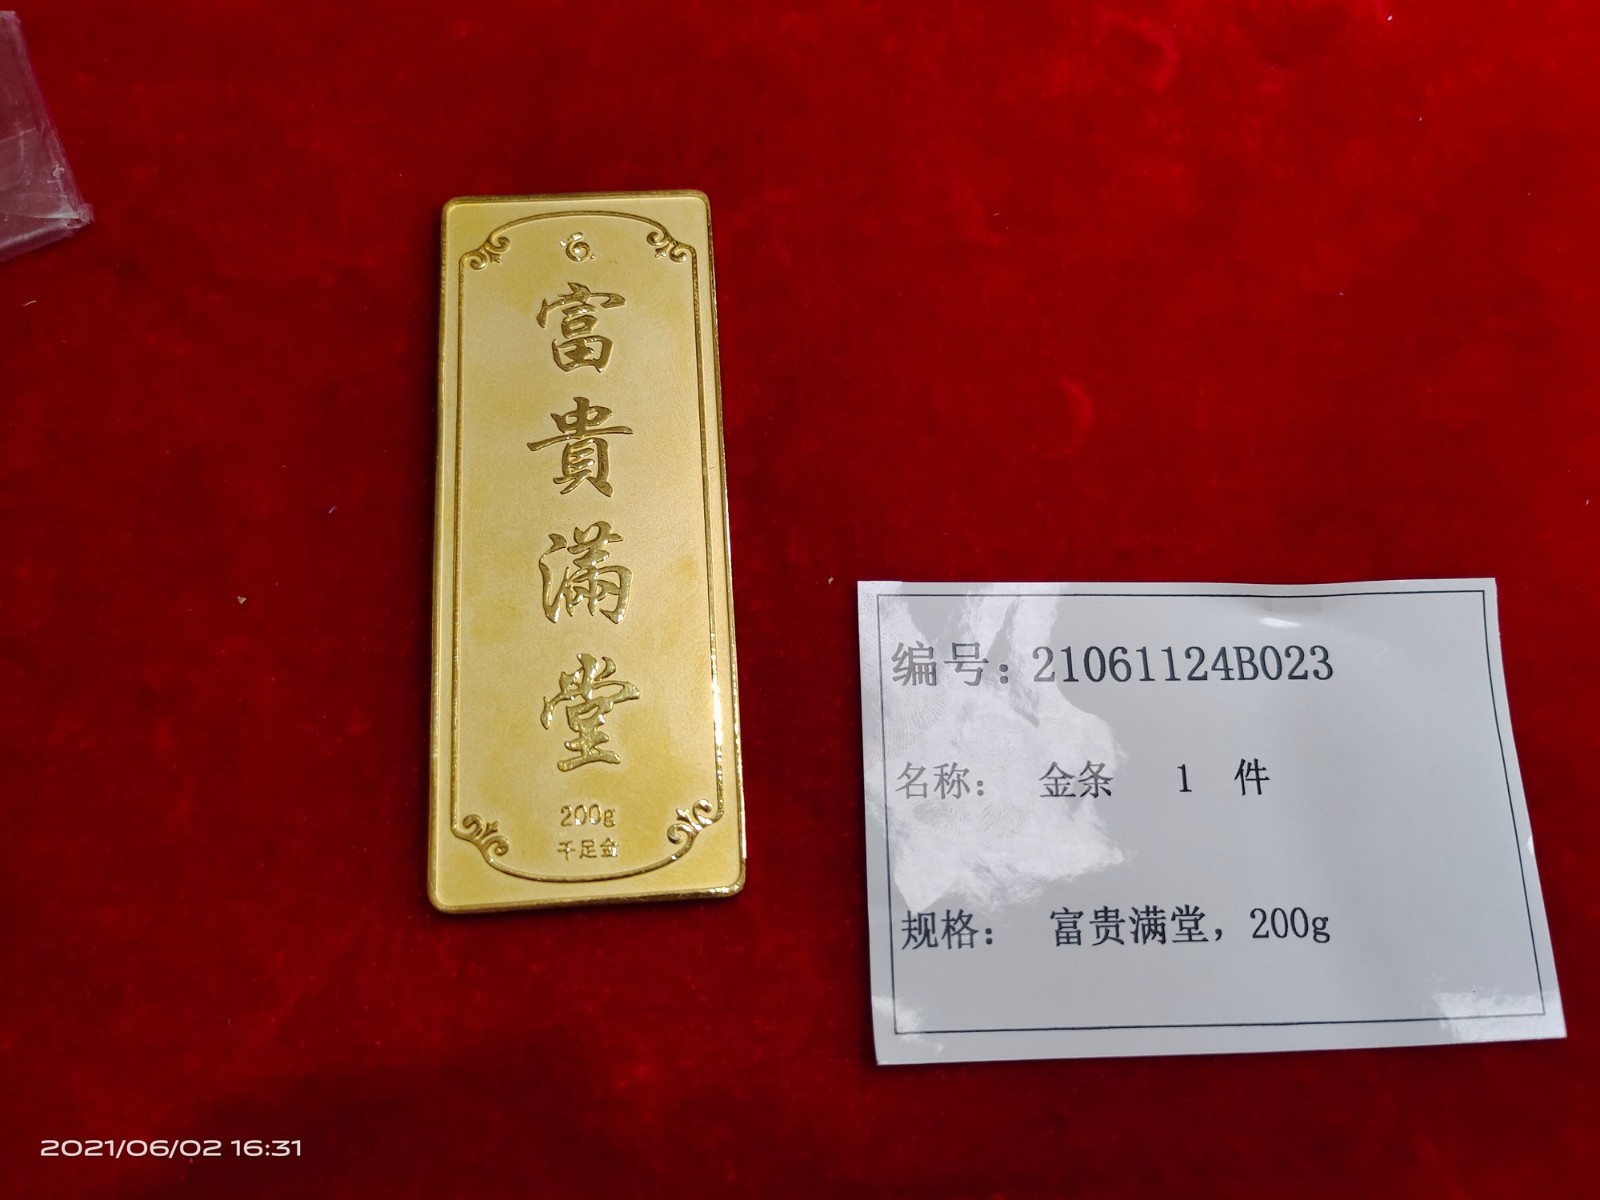 富
貴
滿
堂
200g
千足金
编号：21061124B023
名称： 金条 1 件
规格： 富贵满堂，200g
2021/06/02 16:31